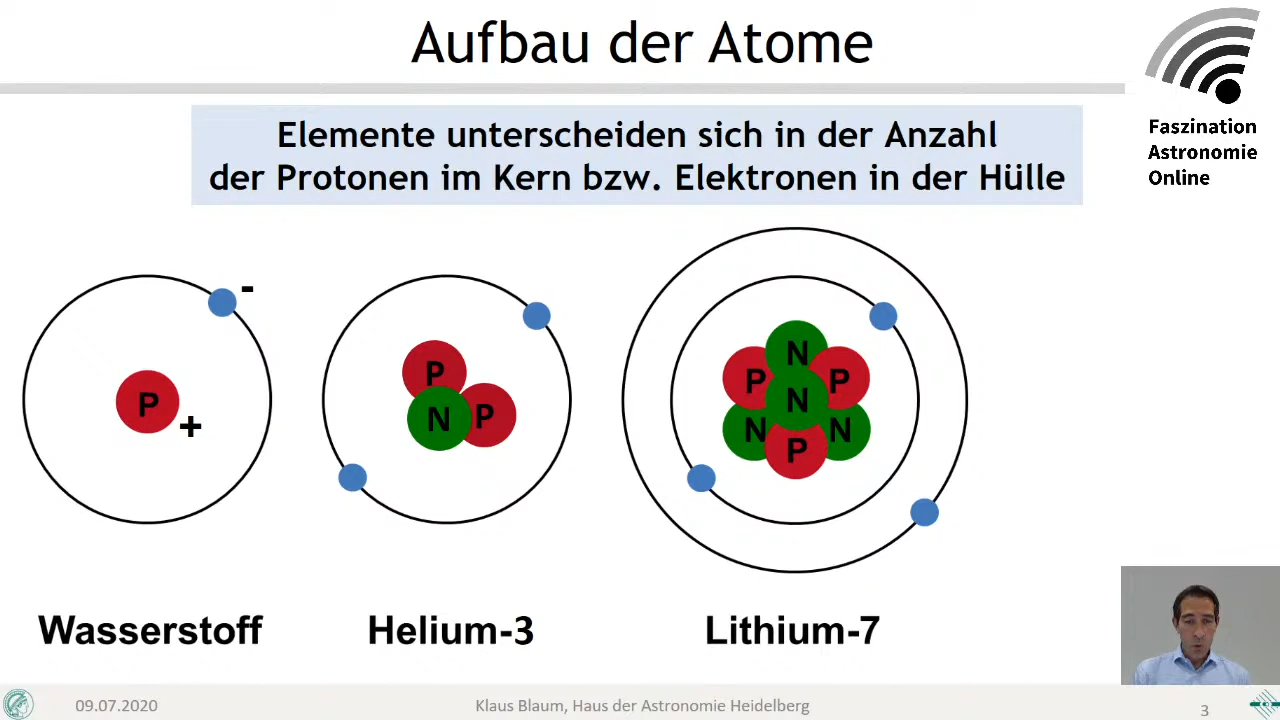 Aufbau der Atome
Faszination
Astronomie
Online
Elemente unterscheiden sich in der Anzahl
der Protonen im Kern bzw. Elektronen in der Hülle
-
P
+
P
N
P
N
P
P
N
N
N
P
Wasserstoff
Helium-3
Lithium-7
09.07.2020
Klaus Blaum, Haus der Astronomie Heidelberg
3